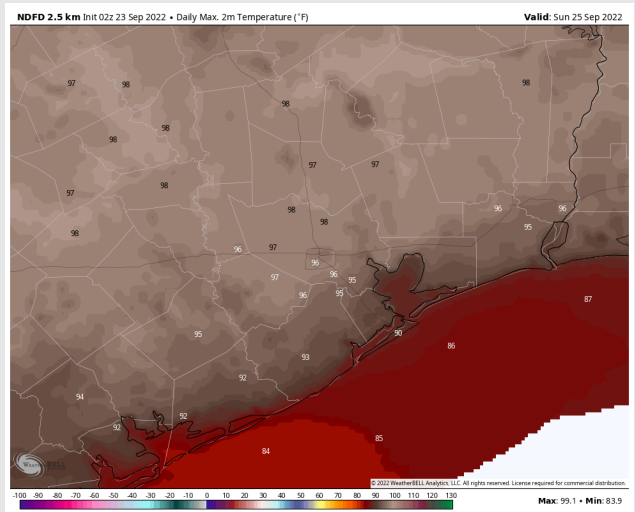 NDFD 2.5 km Init 02z 23 Sep 2022 • Daily Max. 2m Temperature (°F) Valid: Sun 25 Sep 2022
97 98 98
98
98 98
97 97
97 98
98 96 96
98 95
98
96 97
96
97 96 95
96 95 87
95 90
86
93
92
94
92 92
85
84
WeatherBELL
© 2022 WeatherBELL Analytics, LLC. All rights reserved. License required for commercial distribution.
-100 -90 -80 -70 -60 -50 -40 -30 -20 -10 0 10 20 30 40 50 60 70 80 90 100 110 120 130
Max: 99.1 • Min: 83.9